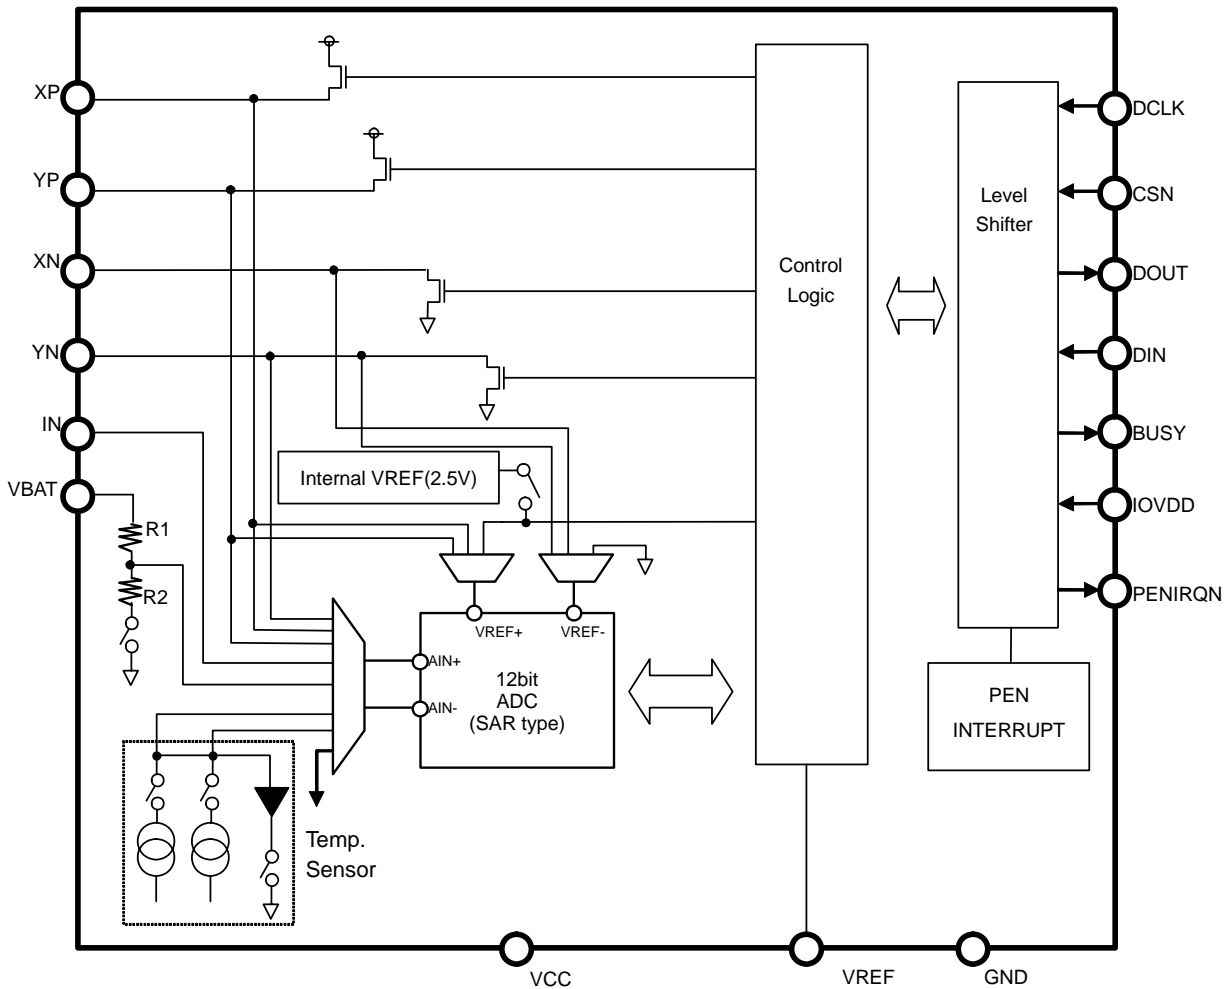 XP
YP
XN
YN
IN
VBAT
R1
R2
Internal VREF(2.5V)
VREF+
VREF-
AIN+
AIN-
12bit
ADC
(SAR type)
Temp.
Sensor
Control
Logic
Level
Shifter
PEN
INTERRUPT
DCLK
CSN
DOUT
DIN
BUSY
IOVDD
PENIRQN
VCC
VREF
GND